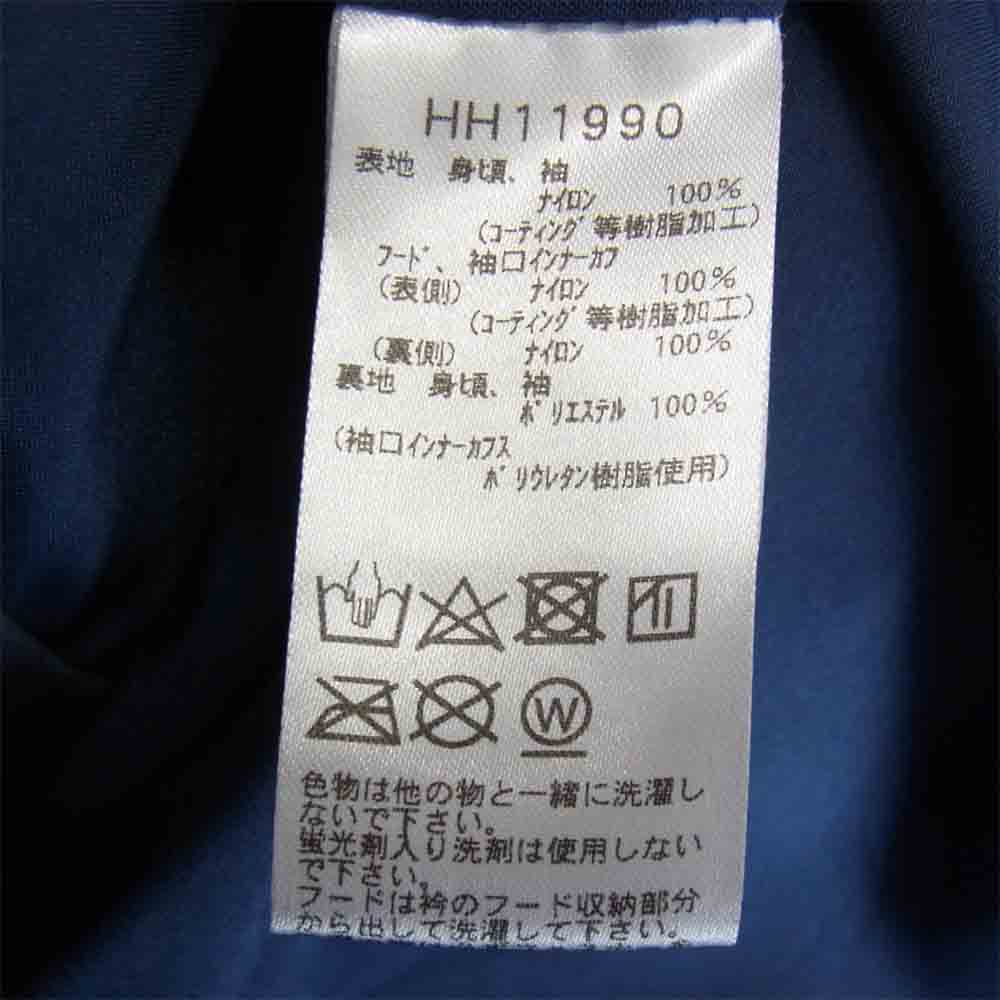 HH11990
表地 身頃、袖
ナイロン 100%
(コーティング等樹脂加工)
フード、袖口インナーカフ
(表側) ナイロン 100%
(コーティング等樹脂加工)
(裏側) ナイロン 100%
裏地 身頃、袖
ポリエステル 100%
(袖口インナーカフス
ポリウレタン樹脂使用)
W
色物は他の物と一緒に洗濯し
ないで下さい。
蛍光剤入り洗剤は使用しない
で下さい。
フードは衿のフード収納部分
から出して洗濯して下さい。